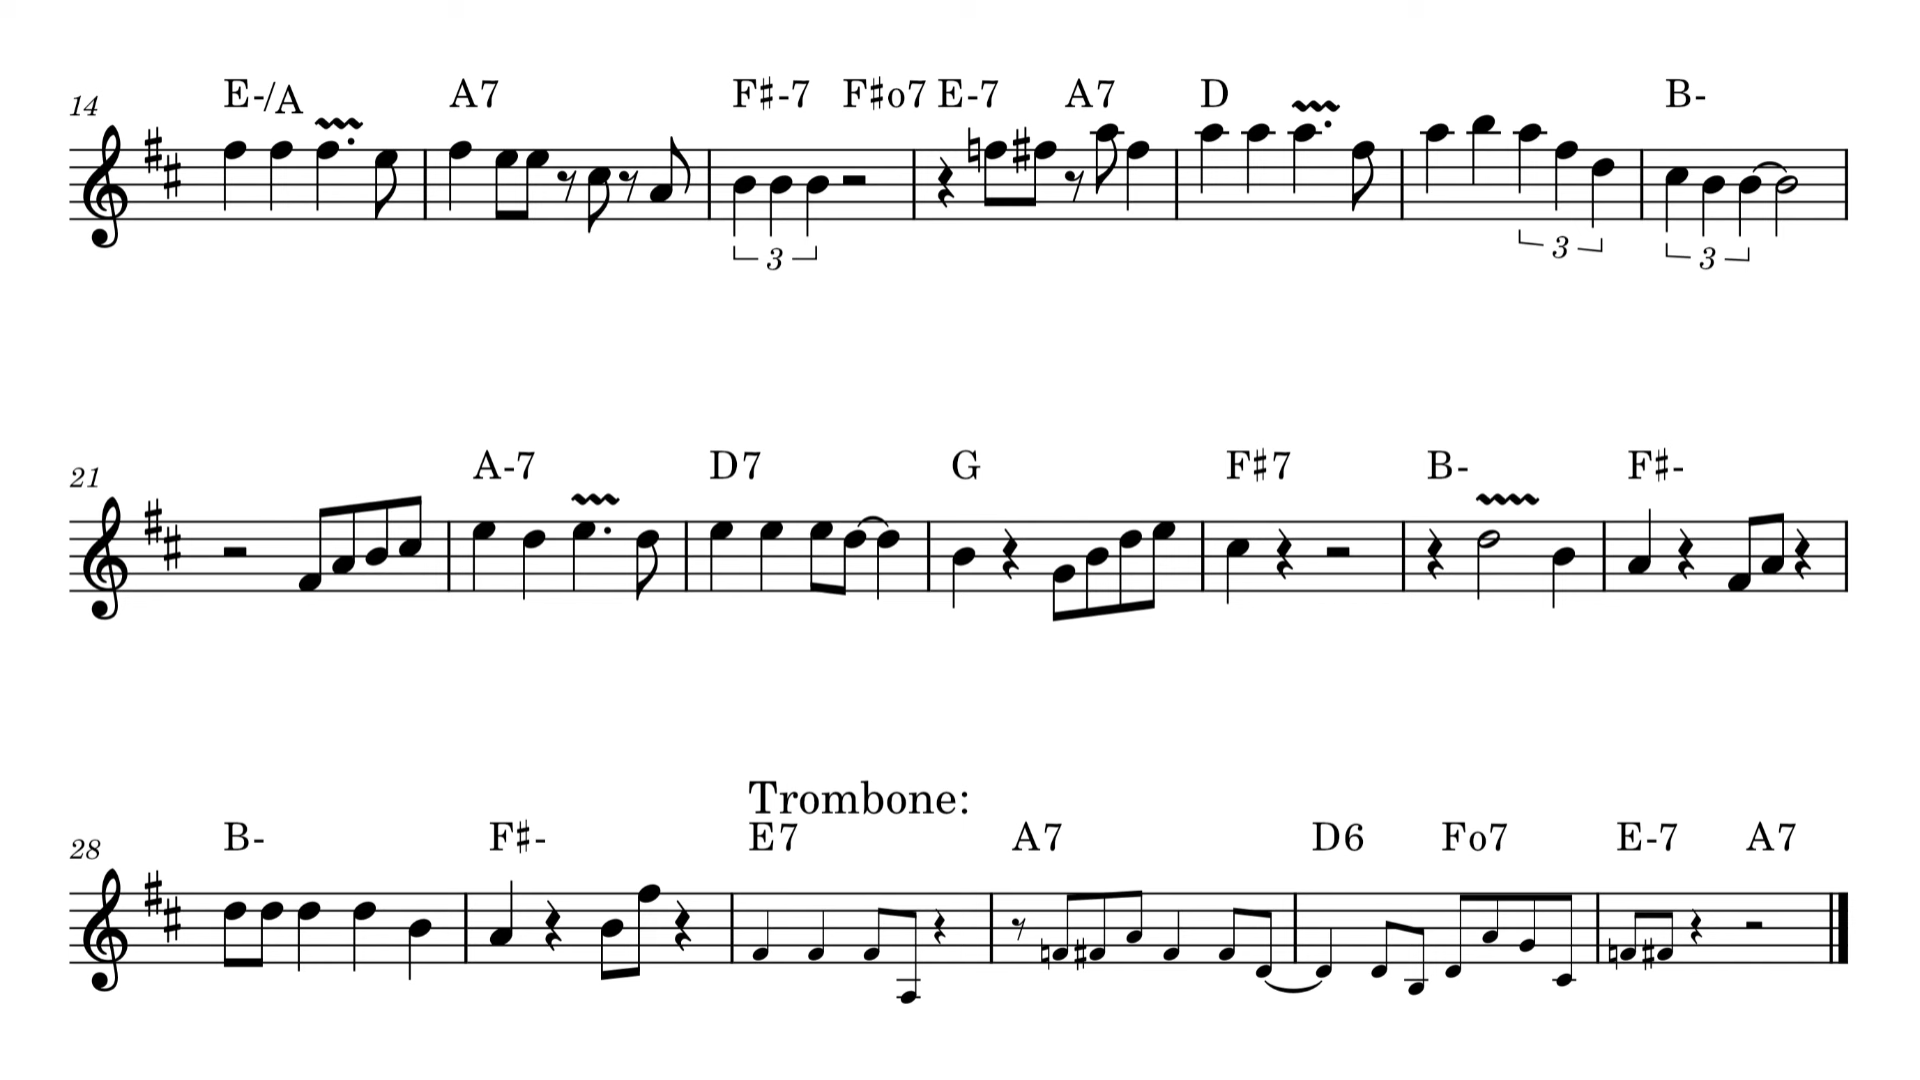 14 E-/A A7 F♯-7 F♯o7 E-7 A7 D B-
3 3 3
21 A-7 D7 G F♯7 B- F♯-
Trombone:
28 B- F♯- E7 A7 D6 Fo7 E-7 A7